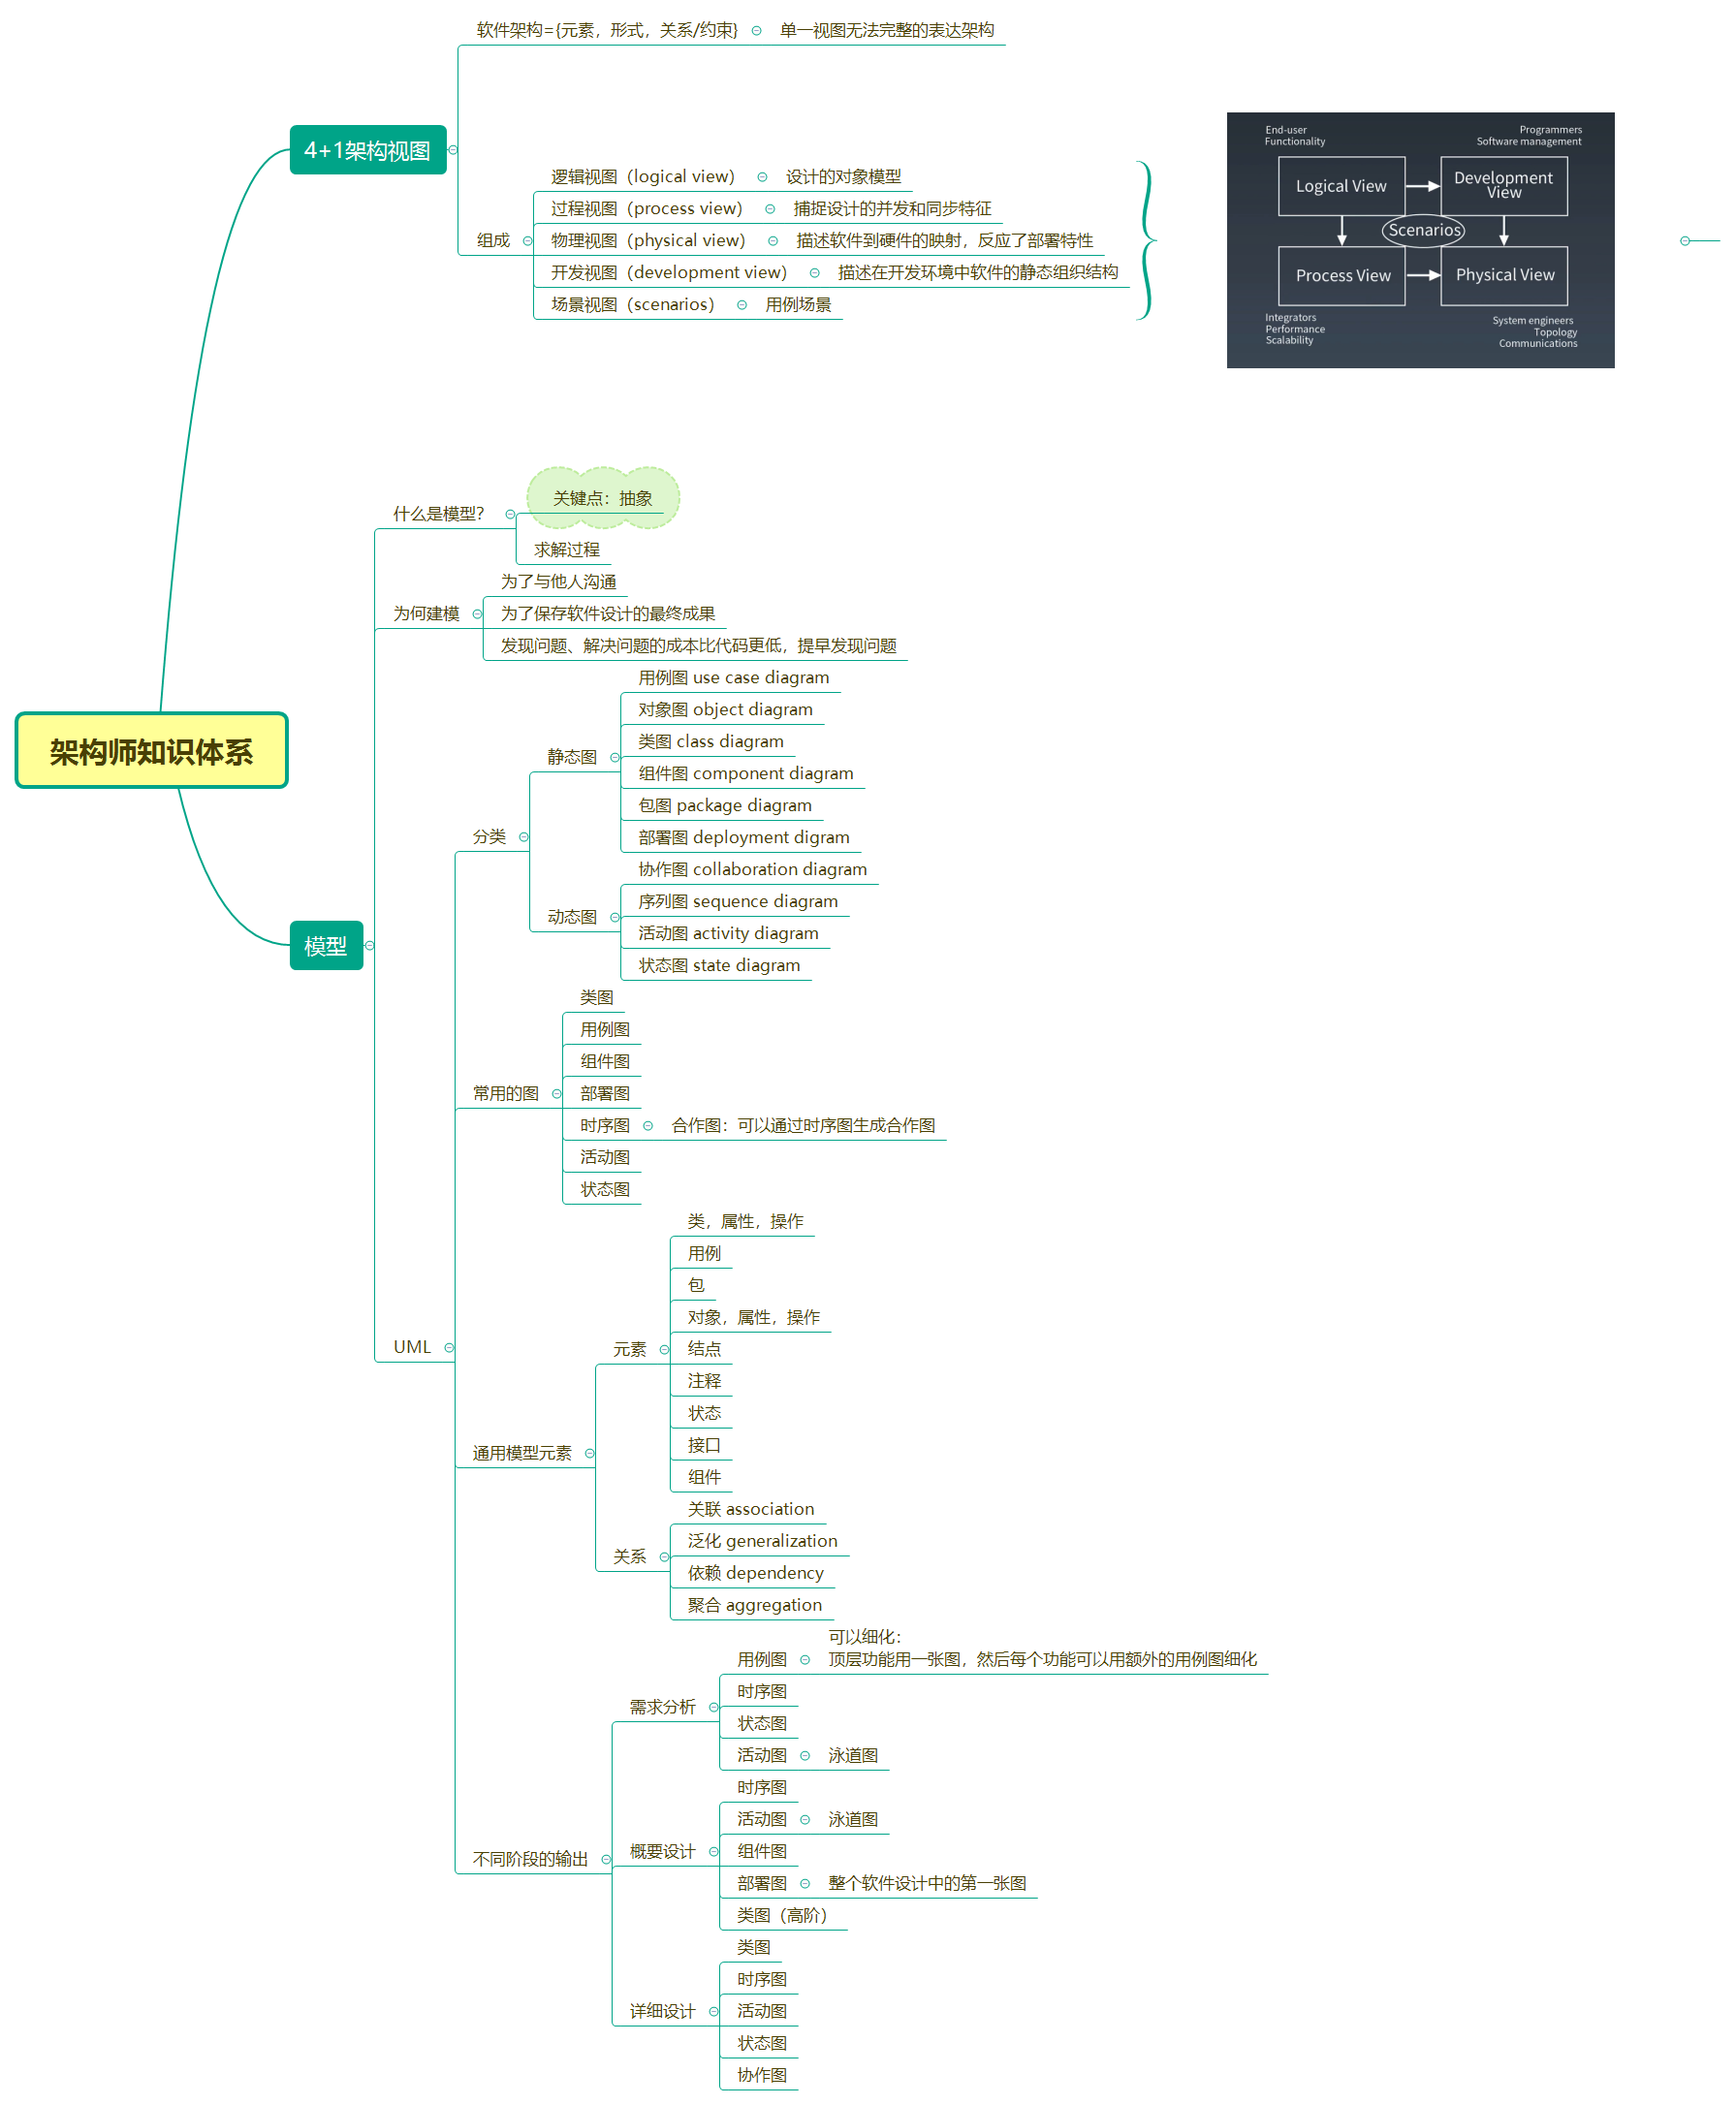 架构师知识体系
4+1架构视图
软件架构={元素，形式，关系/约束}
单一视图无法完整的表达架构
组成
逻辑视图（logical view）
设计的对象模型
过程视图（process view）
捕捉设计的并发和同步特征
物理视图（physical view）
描述软件到硬件的映射，反应了部署特性
开发视图（development view）
描述在开发环境中软件的静态组织结构
场景视图（scenarios）
用例场景
End-user
Functionality
Programmers
Software management
Logical View
Development
View
Scenarios
Process View
Physical View
Integrators
Performance
Scalability
System engineers
Topology
Communications
模型
什么是模型？
关键点：抽象
求解过程
为何建模
为了与他人沟通
为了保存软件设计的最终成果
发现问题、解决问题的成本比代码更低，提早发现问题
UML
分类
静态图
用例图 use case diagram
对象图 object diagram
类图 class diagram
组件图 component diagram
包图 package diagram
部署图 deployment digram
动态图
协作图 collaboration diagram
序列图 sequence diagram
活动图 activity diagram
状态图 state diagram
常用的图
类图
用例图
组件图
部署图
时序图
合作图：可以通过时序图生成合作图
活动图
状态图
通用模型元素
元素
类，属性，操作
用例
包
对象，属性，操作
结点
注释
状态
接口
组件
关系
关联 association
泛化 generalization
依赖 dependency
聚合 aggregation
不同阶段的输出
需求分析
用例图
可以细化：
顶层功能用一张图，然后每个功能可以用额外的用例图细化
时序图
状态图
活动图
泳道图
概要设计
时序图
活动图
泳道图
组件图
部署图
整个软件设计中的第一张图
类图（高阶）
详细设计
类图
时序图
活动图
状态图
协作图